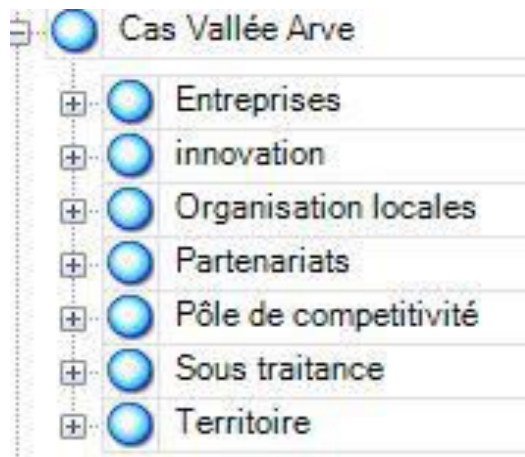 Cas Vallée Arve
Entreprises
innovation
Organisation locales
Partenariats
Pôle de competitivité
Sous traitance
Territoire